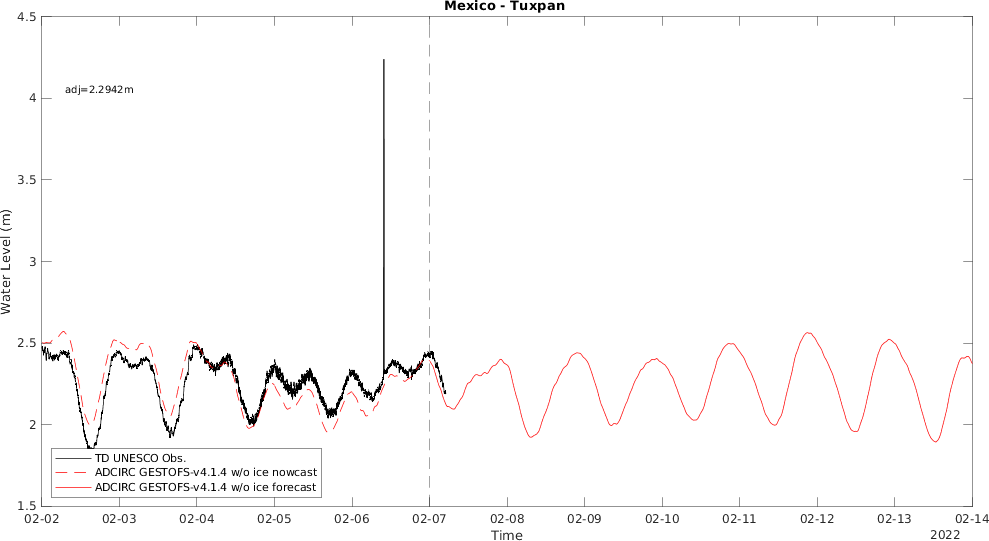 Mexico - Tuxpan
4.5
4
3.5
3
2.5
2
1.5
Water Level (m)
adj=2.2942m
TD UNESCO Obs.
ADCIRC GESTOFS-v4.1.4 w/o ice nowcast
ADCIRC GESTOFS-v4.1.4 w/o ice forecast
02-02 02-03 02-04 02-05 02-06 02-07 02-08 02-09 02-10 02-11 02-12 02-13 02-14
Time
2022